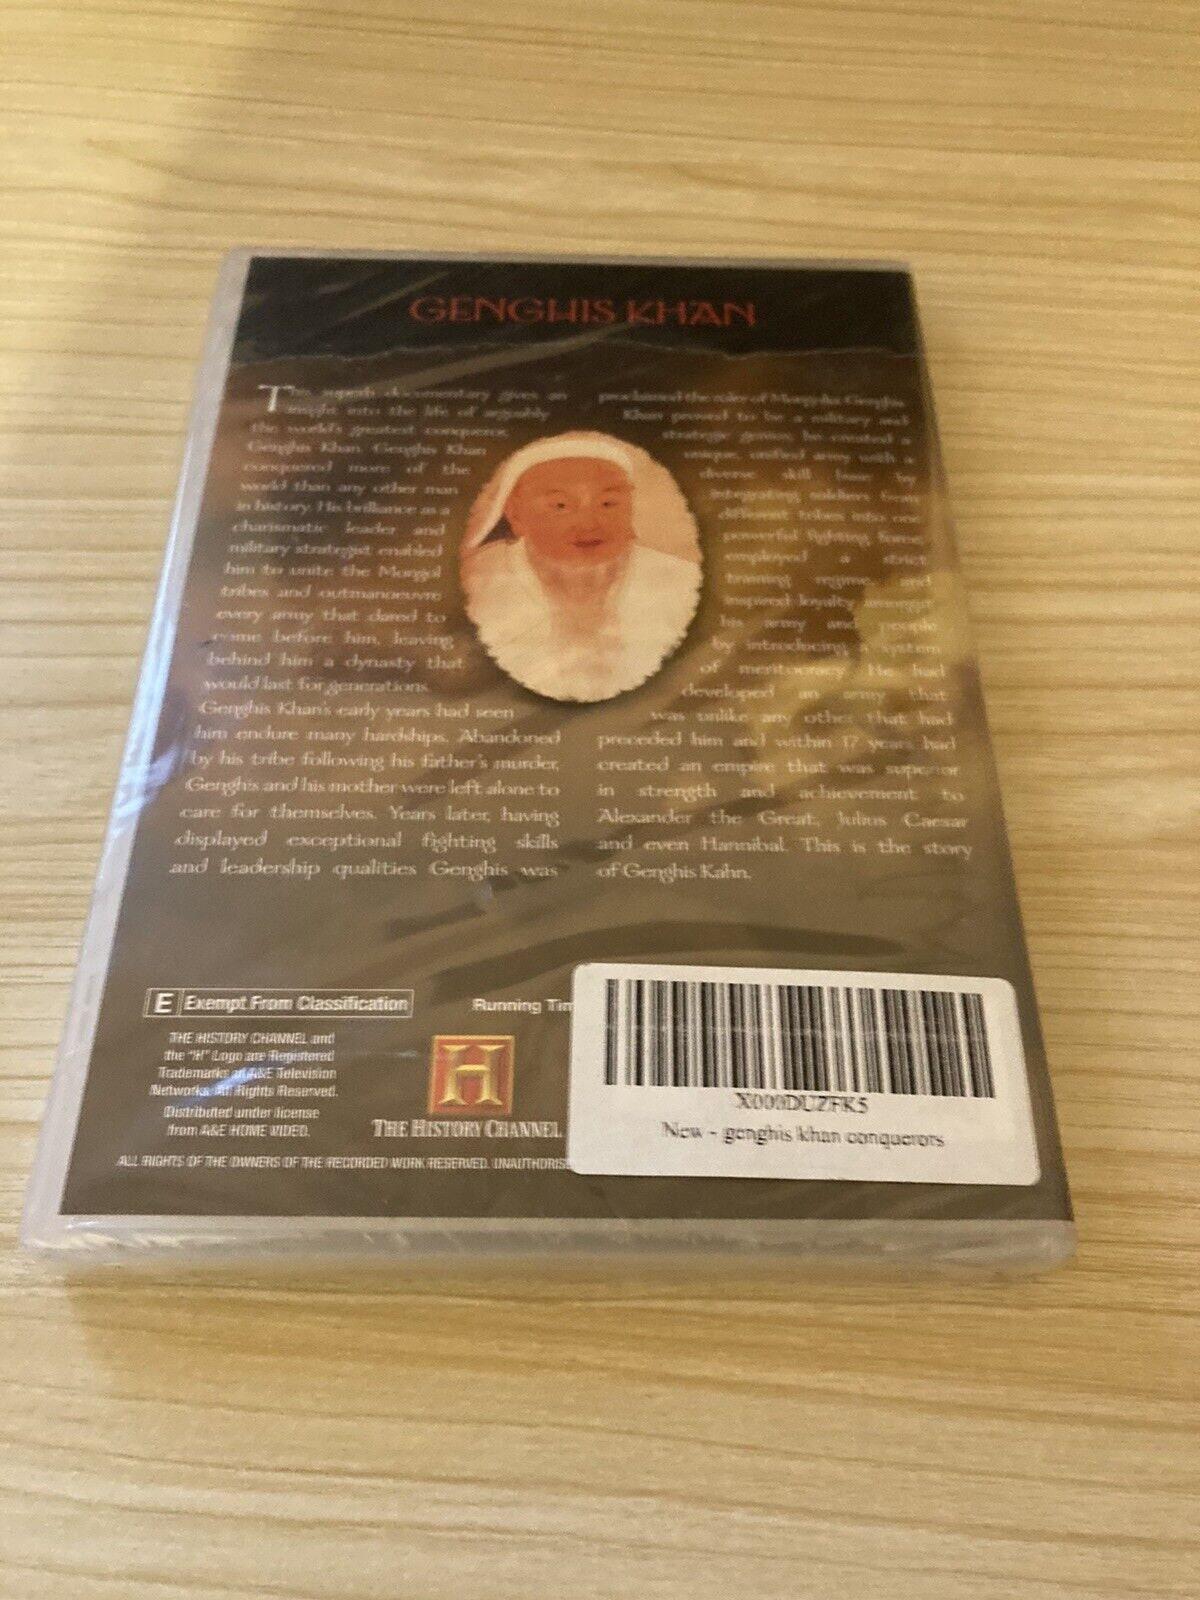 GENGHIS KHAN
This superb documentary gives an
insight into the life of arguably
the world's greatest conqueror,
Genghis Khan. Genghis Khan
conquered more of the
world than any other man
in history. His brilliance as a
charismatic leader and
military strategist enabled
him to unite the Mongol
tribes and outmanoeuvre
every army that dared to
come before him, leaving
behind him a dynasty that
would last for generations.
Genghis Khan's early years had seen
him endure many hardships. Abandoned
by his tribe following his father's murder,
Genghis and his mother were left alone to
care for themselves. Years later, having
displayed exceptional fighting skills
and leadership qualities Genghis was
proclaimed the ruler of Mongolia. Genghis
Khan proved to be a military and
strategic genius, he created a
unique, unified army with a
diverse skill base by
integrating soldiers from
different tribes into one
powerful fighting force,
employed a strict
training regime, and
inspired loyalty amongst
his army and people
by introducing a system
of meritocracy. He had
developed an army that
was unlike any other that had
preceded him and within 17 years had
created an empire that was superior
in strength and achievement to
Alexander the Great, Julius Caesar
and even Hannibal. This is the story
of Genghis Kahn.
E Exempt From Classification
Running Tim
THE HISTORY CHANNEL and
the "H" Logo are Registered
Trademarks of A&E Television
Networks. All Rights Reserved.
Distributed under license
from A&E HOME VIDEO.
H
THE HISTORY CHANNEL
X000DUZFK5
New - genghis khan conquerors
ALL RIGHTS OF THE OWNERS OF THE RECORDED WORK RESERVED. UNAUTHORISE